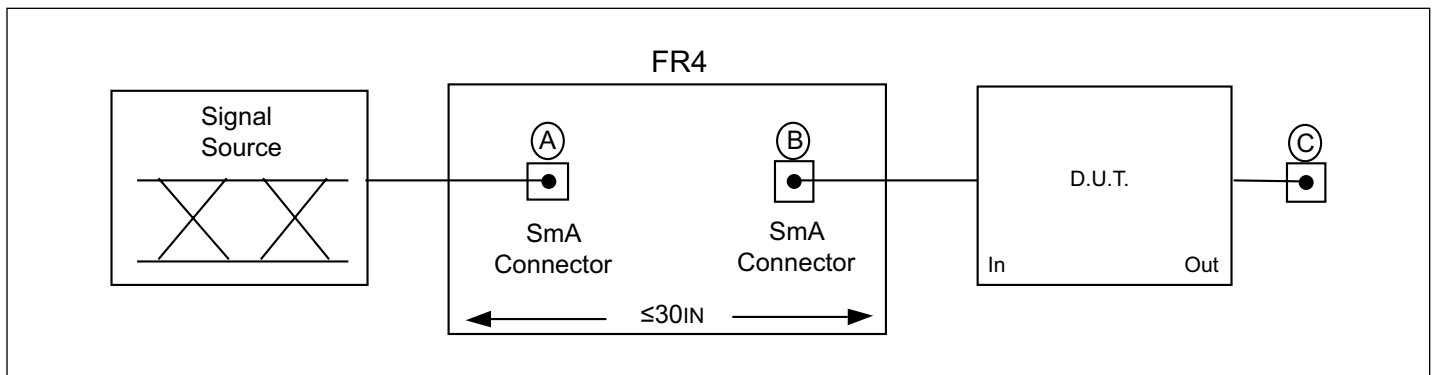 FR4
Signal
Source
A
B
C
D.U.T.
SmA
Connector
SmA
Connector
In
Out
≤30IN